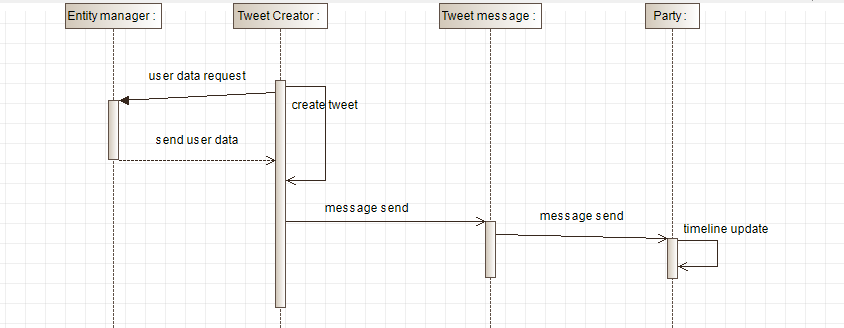 Entity manager :
Tweet Creator :
Tweet message :
Party :
user data request
create tweet
send user data
message send
message send
timeline update